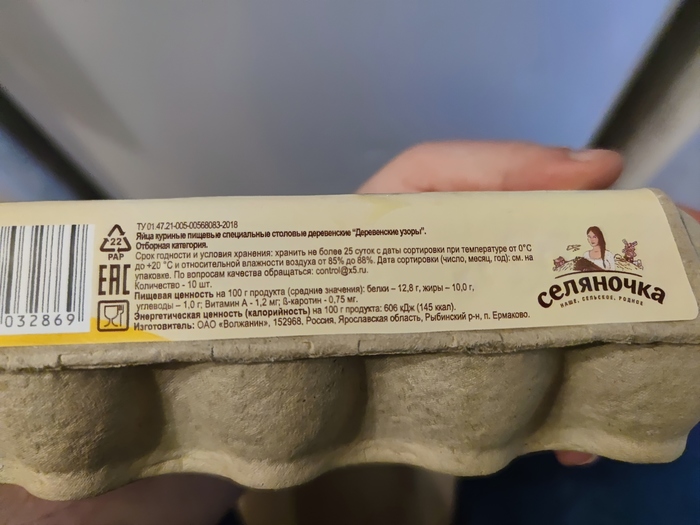 ТУ 01.47.21-005-00568083-2018
Яйца куриные пищевые специальные столовые деревенские "Деревенские узоры".
Отборная категория.
Срок годности и условия хранения: хранить не более 25 суток с даты сортировки при температуре от 0°С
до +20 °С и относительной влажности воздуха от 85% до 88%. Дата сортировки (число, месяц, год): см. на
упаковке. По вопросам качества обращаться: control@x5.ru.
Количество - 10 шт.
Пищевая ценность на 100 г продукта (средние значения): белки – 12,8 г, жиры – 10,0 г,
углеводы – 1,0 г; Витамин А - 1,2 мг; ß-каротин - 0,75 мг.
Энергетическая ценность (калорийность) на 100 г продукта: 606 кДж (145 ккал).
Изготовитель: ОАО «Волжанин», 152968, Россия, Ярославская область, Рыбинский р-н, п. Ермаково.
22
PAP
EAC
032869
селяночка
НАШЕ, СЕЛЬСКОЕ, РОДНОЕ